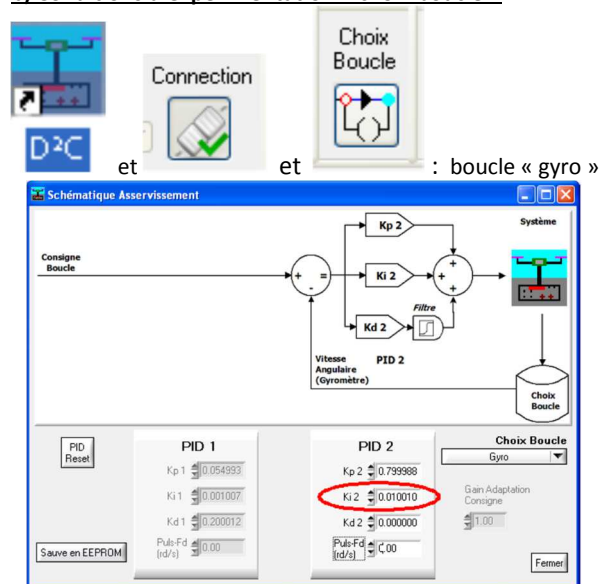 Choix
Boucle
Connection
D²C
et
et
: boucle « gyro »
Schématique Asservissement
Consigne
Boucle
+
-
=
Kp 2
Ki 2
Kd 2
Filtre
+
+
+
Système
Vitesse
Angulaire
(Gyromètre)
PID 2
Choix
Boucle
PID
Reset
PID 1
Kp 1 0.054993
Ki 1 0.001007
Kd 1 0.200012
Puls-Fd
(rd/s) 0.00
Sauve en EEPROM
PID 2
Kp 2 0.799988
Ki 2 0.010010
Kd 2 0.000000
Puls-Fd
(rd/s)
Choix Boucle
Gyro
Gain Adaptation
Consigne
1.00
Fermer